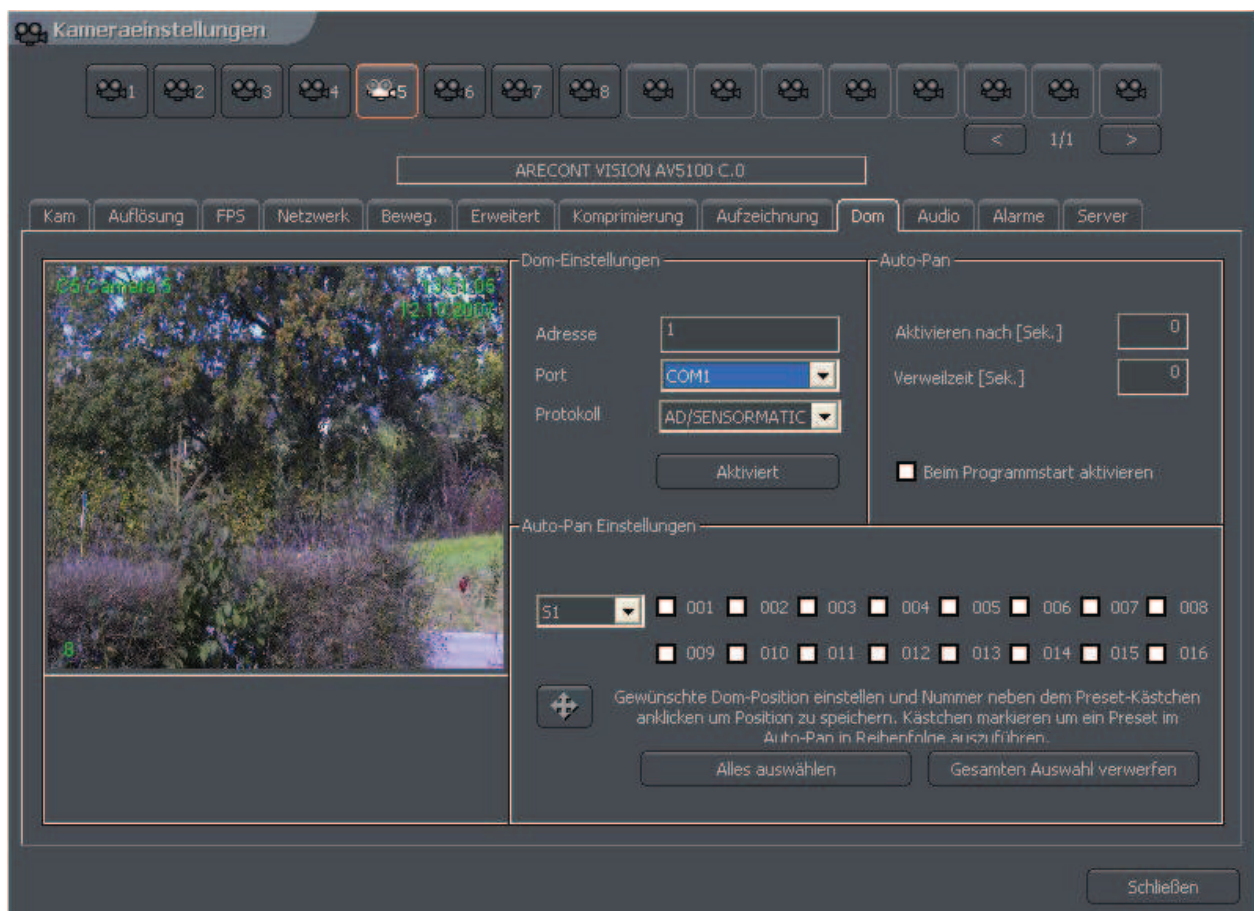 Kameraeinstellungen
1 2 3 4 5 6 7 8
< 1/1 >
ARECONT VISION AV5100 C.0
Kam Auflösung FPS Netzwerk Beweg. Erweitert Komprimierung Aufzeichnung Dom Audio Alarme Server
12.10.2007
8
Dom-Einstellungen
Adresse 1
Port COM1
Protokoll AD/SENSORMATIC
Aktiviert
Auto-Pan
Aktivieren nach [Sek.] 0
Verweilzeit [Sek.] 0
Beim Programmstart aktivieren
Auto-Pan Einstellungen
S1 001 002 003 004 005 006 007 008
009 010 011 012 013 014 015 016
Gewünschte Dom-Position einstellen und Nummer neben dem Preset-Kästchen
anklicken um Position zu speichern. Kästchen markieren um ein Preset im
Auto-Pan in Reihenfolge auszuführen.
Alles auswählen Gesamten Auswahl verwerfen
Schließen